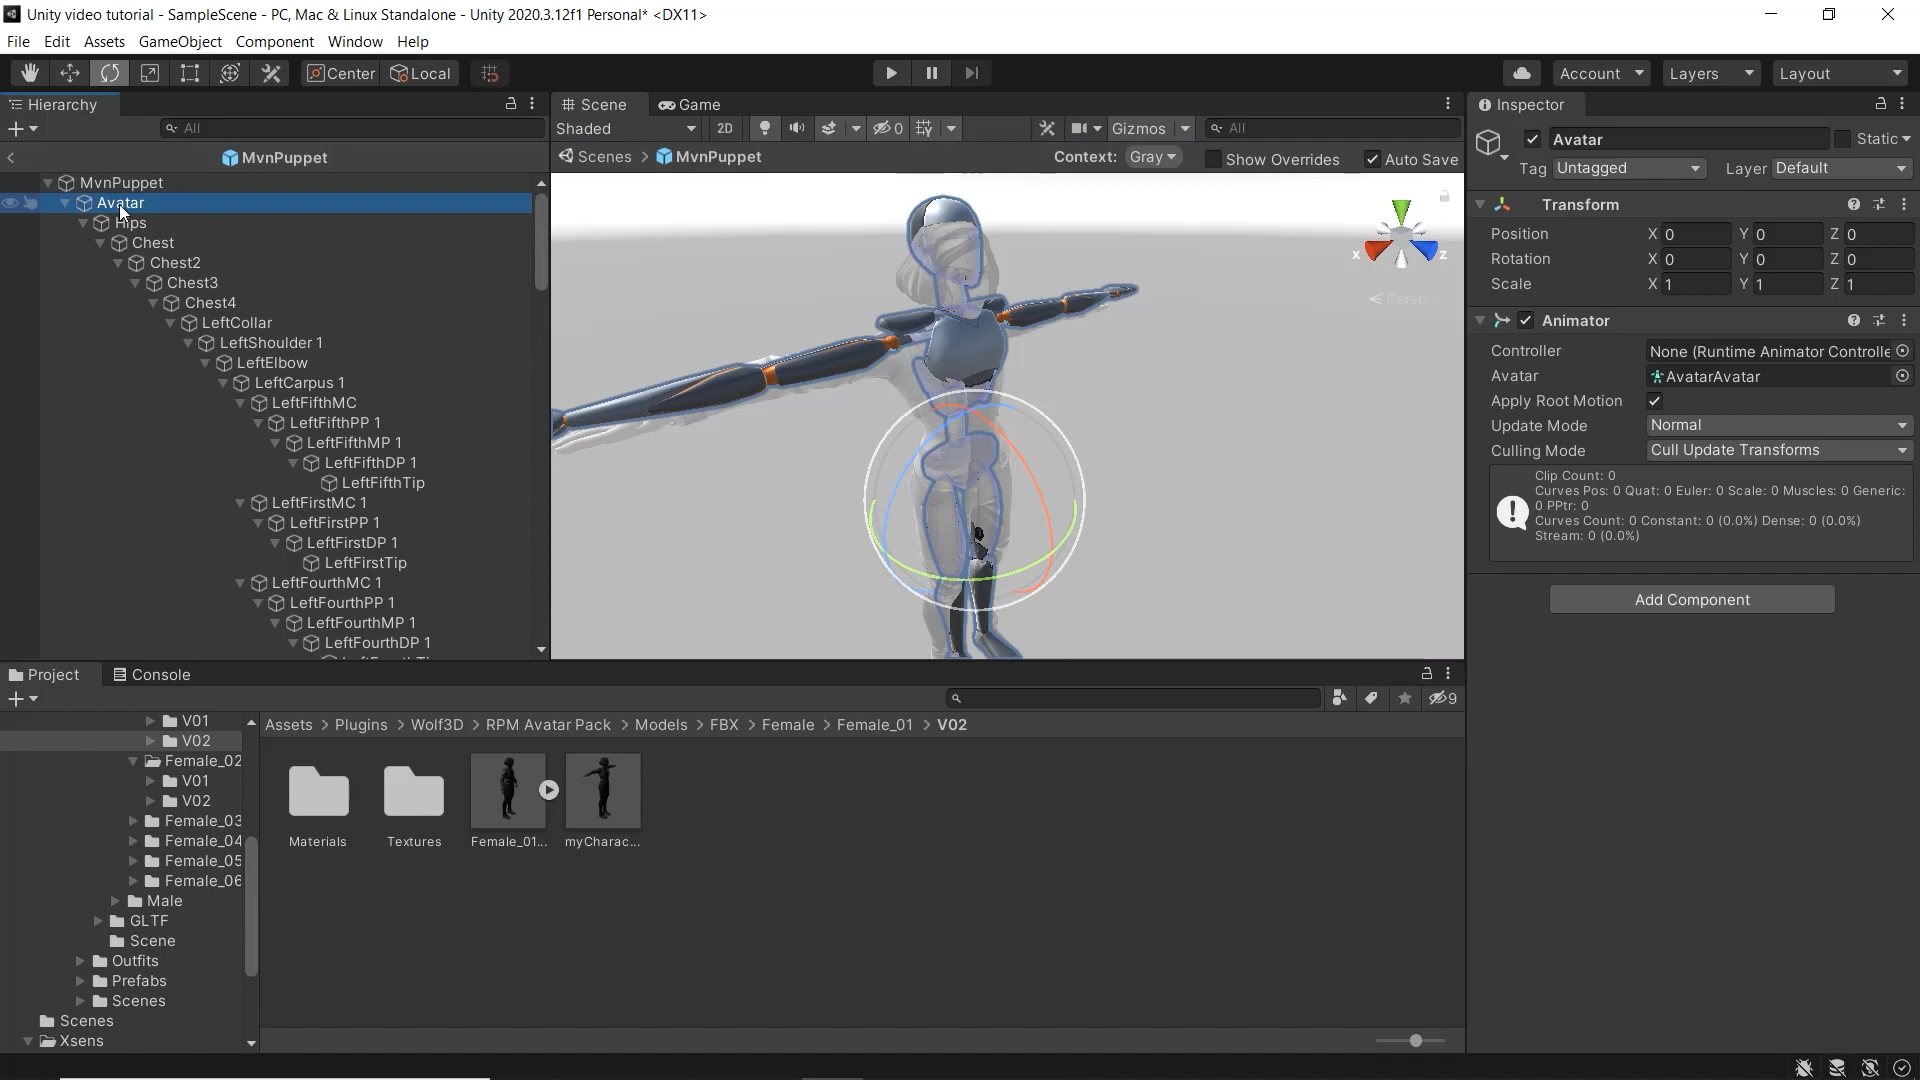 Unity video tutorial - SampleScene - PC, Mac & Linux Standalone - Unity 2020.3.12f1 Personal* <DX11>
File Edit Assets GameObject Component Window Help
Center Local Account Layers Layout
Hierarchy
All
MvnPuppet
MvnPuppet
Avatar
Hips
Chest
Chest2
Chest3
Chest4
LeftCollar
LeftShoulder 1
LeftElbow
LeftCarpus 1
LeftFifthMC
LeftFifthPP 1
LeftFifthMP 1
LeftFifthDP 1
LeftFifthTip
LeftFirstMC 1
LeftFirstPP 1
LeftFirstDP 1
LeftFirstTip
LeftFourthMC 1
LeftFourthPP 1
LeftFourthMP 1
LeftFourthDP 1
Scene Game
Shaded 2D 0 Gizmos All
Scenes > MvnPuppet Context: Gray Show Overrides Auto Save
x z
Persp
Inspector
Avatar Static
Tag Untagged Layer Default
Transform
Position X 0 Y 0 Z 0
Rotation X 0 Y 0 Z 0
Scale X 1 Y 1 Z 1
Animator
Controller None (Runtime Animator Controlle
Avatar AvatarAvatar
Apply Root Motion
Update Mode Normal
Culling Mode Cull Update Transforms
Clip Count: 0
Curves Pos: 0 Quat: 0 Euler: 0 Scale: 0 Muscles: 0 Generic:
0 PPtr: 0
Curves Count: 0 Constant: 0 (0.0%) Dense: 0 (0.0%)
Stream: 0 (0.0%)
Add Component
Project Console
9
V01
V02
Female_02
V01
V02
Female_03
Female_04
Female_05
Female_06
Male
GLTF
Scene
Outfits
Prefabs
Scenes
Scenes
Xsens
Assets > Plugins > Wolf3D > RPM Avatar Pack > Models > FBX > Female > Female_01 > V02
Materials Textures Female_01... myCharac...